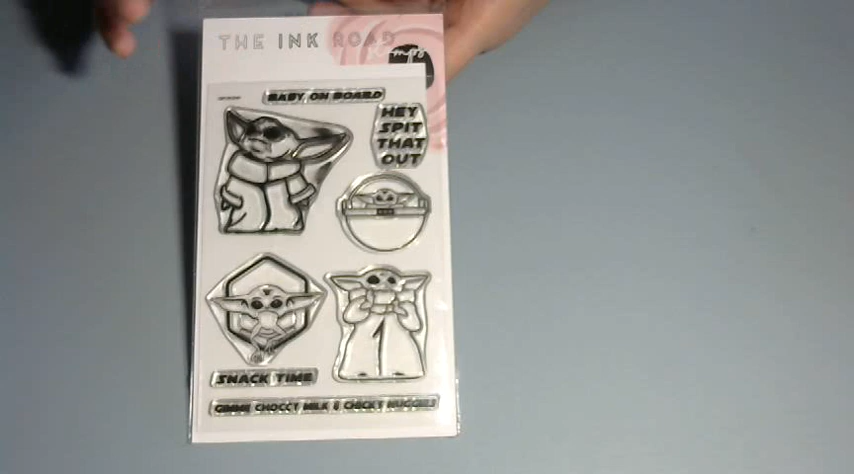 THE INK ROAD
BABY ON BOARD
HEY
SPIT
THAT
OUT
SNACK TIME
GIMME CHOCCY MILK & CHICKY NUGGIES